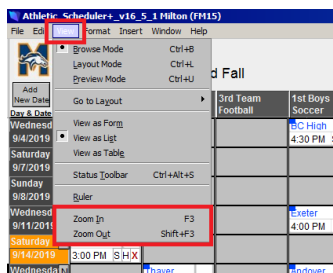 Athletic_Scheduler+_v16_5_1 Milton (FM15)
File Edit View Format Insert Window Help
Browse Mode Ctrl+B
Layout Mode Ctrl+L
Preview Mode Ctrl+U
Go to Layout
View as Form
View as List
View as Table
Status Toolbar Ctrl+Alt+S
Ruler
Zoom In F3
Zoom Out Shift+F3
d Fall
Add
New Date
Day & Date
3rd Team
Football
1st Boys
Soccer
Wednesd
9/4/2019
BC High
4:30 PM S
Saturday
9/7/2019
Sunday
9/8/2019
Wednesd
9/11/2019
Exeter
4:00 PM
Saturday
9/14/2019
3:00 PM S H X
Wednesda N
Thayer
Andover